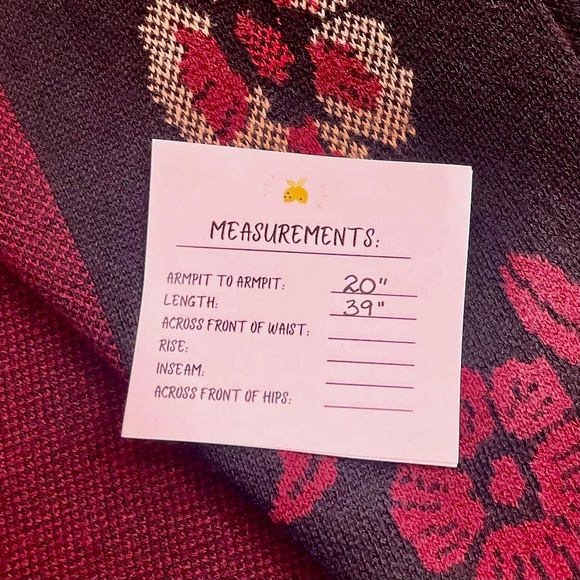 MEASUREMENTS:
ARMPIT TO ARMPIT: 20"
LENGTH: 39"
ACROSS FRONT OF WAIST:
RISE:
INSEAM:
ACROSS FRONT OF HIPS: